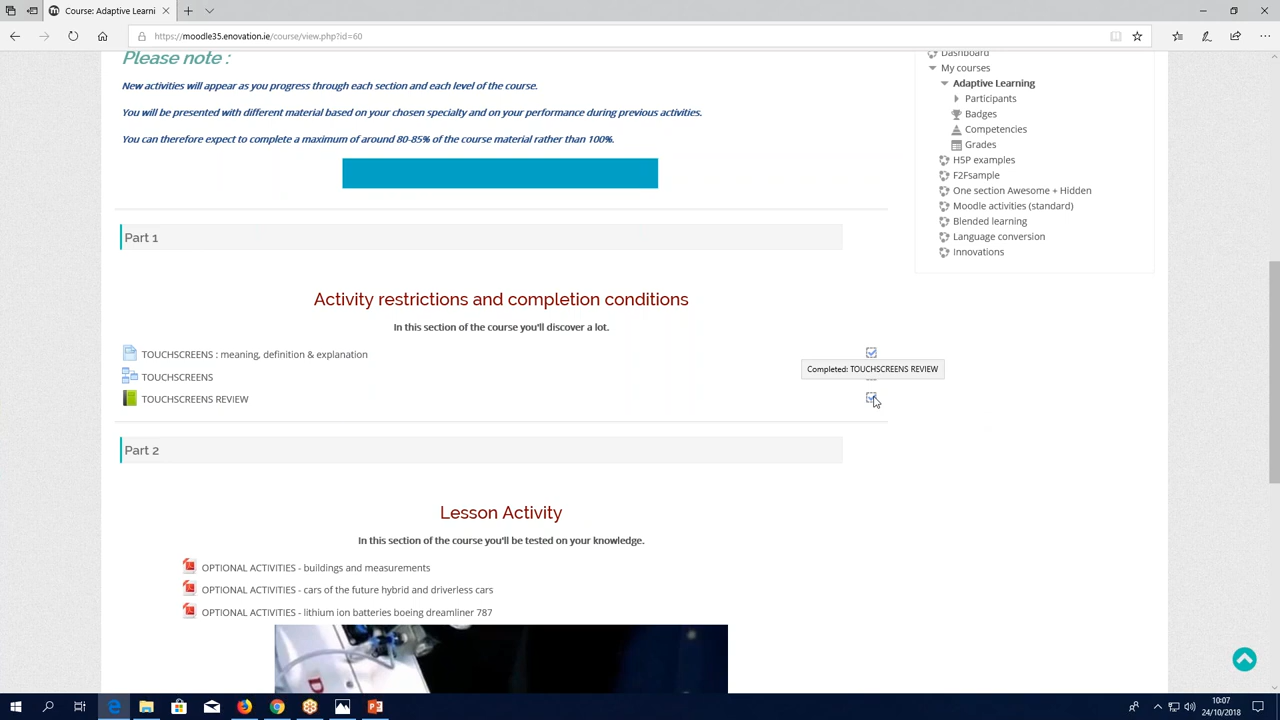 Course: Adaptive Learni
https://moodle35.enovation.ie/course/view.php?id=60
Please note :
New activities will appear as you progress through each section and each level of the course.
You will be presented with different material based on your chosen specialty and on your performance during previous activities.
You can therefore expect to complete a maximum of around 80-85% of the course material rather than 100%.
Part 1
Activity restrictions and completion conditions
In this section of the course you'll discover a lot.
TOUCHSCREENS : meaning, definition & explanation
Completed: TOUCHSCREENS REVIEW
TOUCHSCREENS
TOUCHSCREENS REVIEW
Part 2
Lesson Activity
In this section of the course you'll be tested on your knowledge.
OPTIONAL ACTIVITIES - buildings and measurements
OPTIONAL ACTIVITIES - cars of the future hybrid and driverless cars
OPTIONAL ACTIVITIES - lithium ion batteries boeing dreamliner 787
Dashboard
My courses
Adaptive Learning
Participants
Badges
Competencies
Grades
H5P examples
F2Fsample
One section Awesome + Hidden
Moodle activities (standard)
Blended learning
Language conversion
Innovations
10:07
24/10/2018